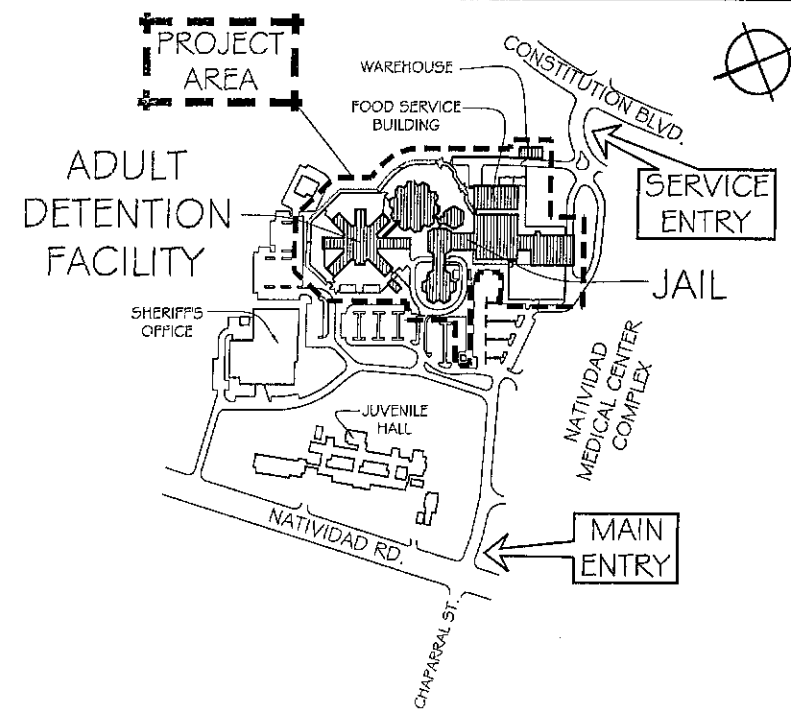 PROJECT
AREA
CONSTITUTION BLVD.
WAREHOUSE
FOOD SERVICE
BUILDING
ADULT
DETENTION
FACILITY
SERVICE
ENTRY
JAIL
SHERIFF'S
OFFICE
NATIVIDAD
MEDICAL CENTER
COMPLEX
JUVENILE
HALL
NATIVIDAD RD.
MAIN
ENTRY
CHAPARRAL ST.